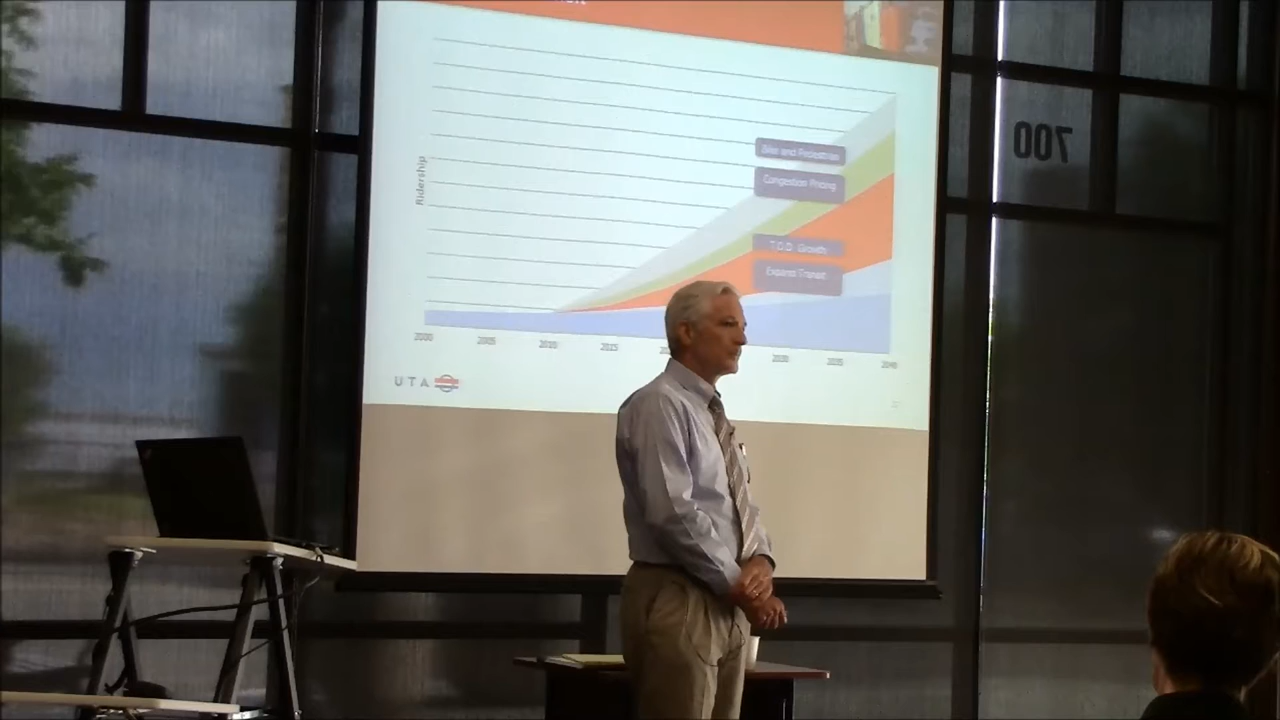 Ridership
Bike and Pedestrian
Congestion Pricing
T.O.D. Growth
Expand Transit
2000
2005
2010
2015
2030
2035
2040
UTA
700